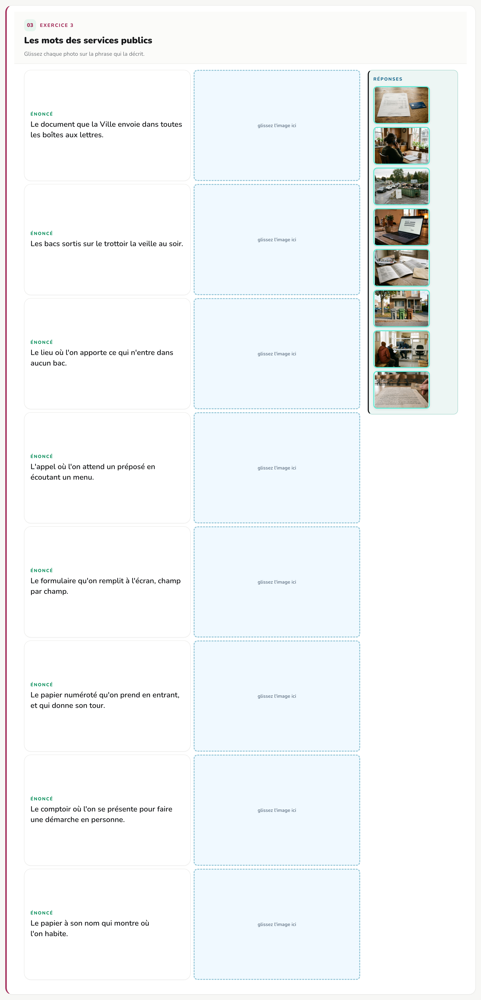 03 EXERCICE 3
Les mots des services publics
Glissez chaque photo sur la phrase qui la décrit.
ÉNONCÉ
Le document que la Ville envoie dans toutes
les boîtes aux lettres.
glissez l'image ici
RÉPONSES
ÉNONCÉ
Les bacs sortis sur le trottoir la veille au soir.
glissez l'image ici
ÉNONCÉ
Le lieu où l'on apporte ce qui n'entre dans
aucun bac.
glissez l'image ici
ÉNONCÉ
L'appel où l'on attend un préposé en
écoutant un menu.
glissez l'image ici
ÉNONCÉ
Le formulaire qu'on remplit à l'écran, champ
par champ.
glissez l'image ici
ÉNONCÉ
Le papier numéroté qu'on prend en entrant,
et qui donne son tour.
glissez l'image ici
ÉNONCÉ
Le comptoir où l'on se présente pour faire
une démarche en personne.
glissez l'image ici
ÉNONCÉ
Le papier à son nom qui montre où
l'on habite.
glissez l'image ici